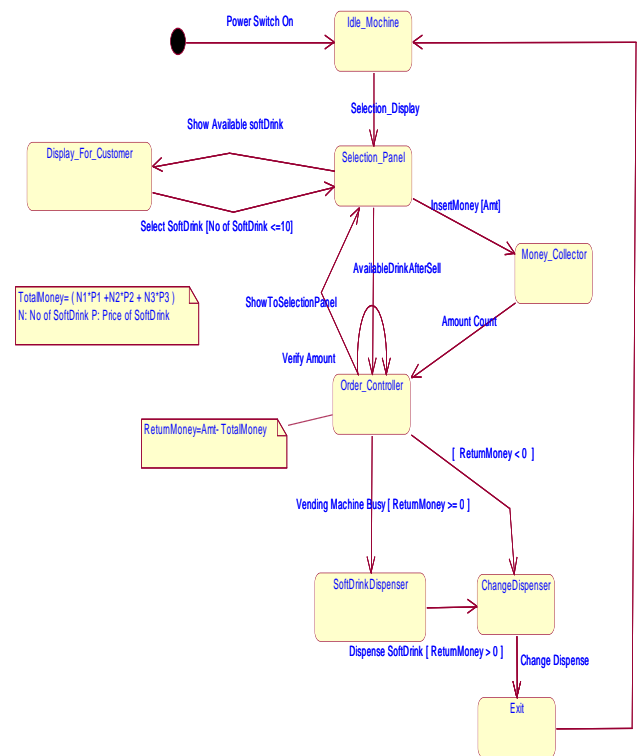 Power Switch On
Idle_Mochine
Selection_Display
Show Available softDrink
Display_For_Customer
Selection_Panel
InsertMoney [Amt]
Select SoftDrink [No of SoftDrink <=10]
Money_Collector
AvailableDrinkAfterSell
TotalMoney= ( N1*P1 +N2*P2 + N3*P3 )
N: No of SoftDrink P: Price of SoftDrink
ShowToSelectionPanel
Amount Count
Verify Amount
Order_Controller
ReturnMoney=Amt- TotalMoney
[ ReturnMoney < 0 ]
Vending Machine Busy [ ReturnMoney >= 0 ]
SoftDrinkDispenser
ChangeDispenser
Dispense SoftDrink [ ReturnMoney > 0 ]
Change Dispense
Exit